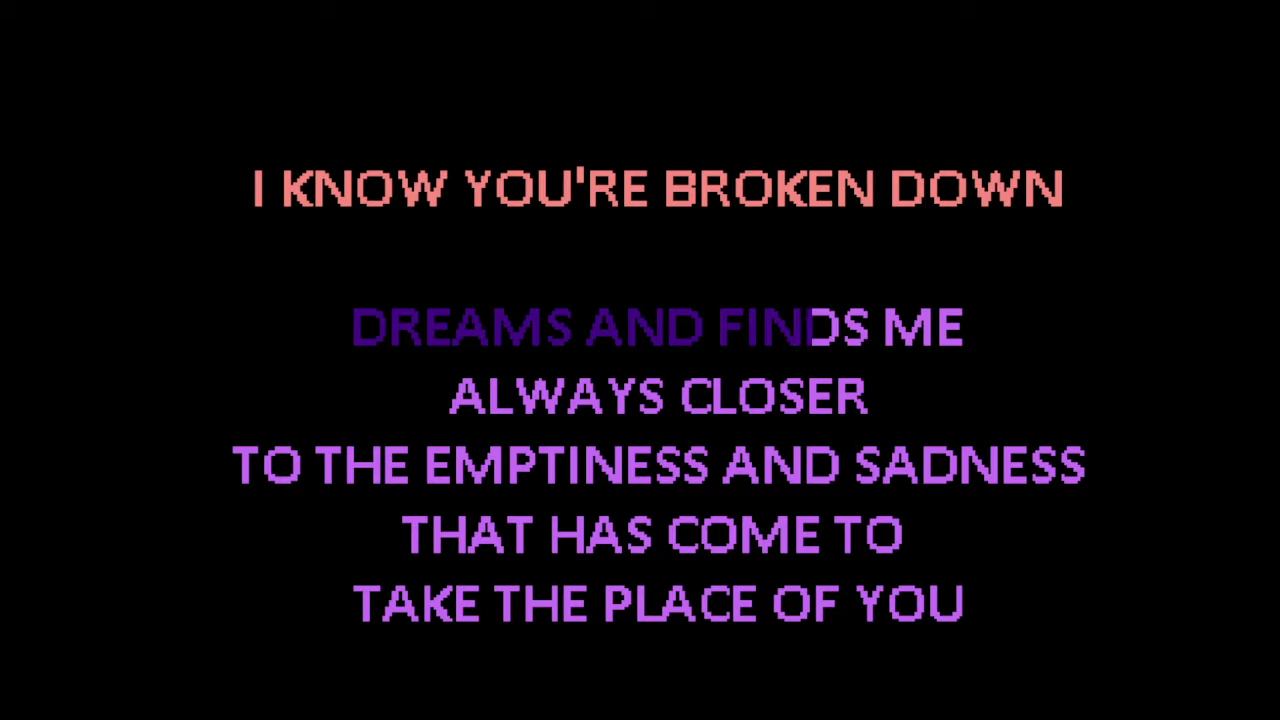 I KNOW YOU'RE BROKEN DOWN
DREAMS AND FINDS ME
ALWAYS CLOSER
TO THE EMPTINESS AND SADNESS
THAT HAS COME TO
TAKE THE PLACE OF YOU